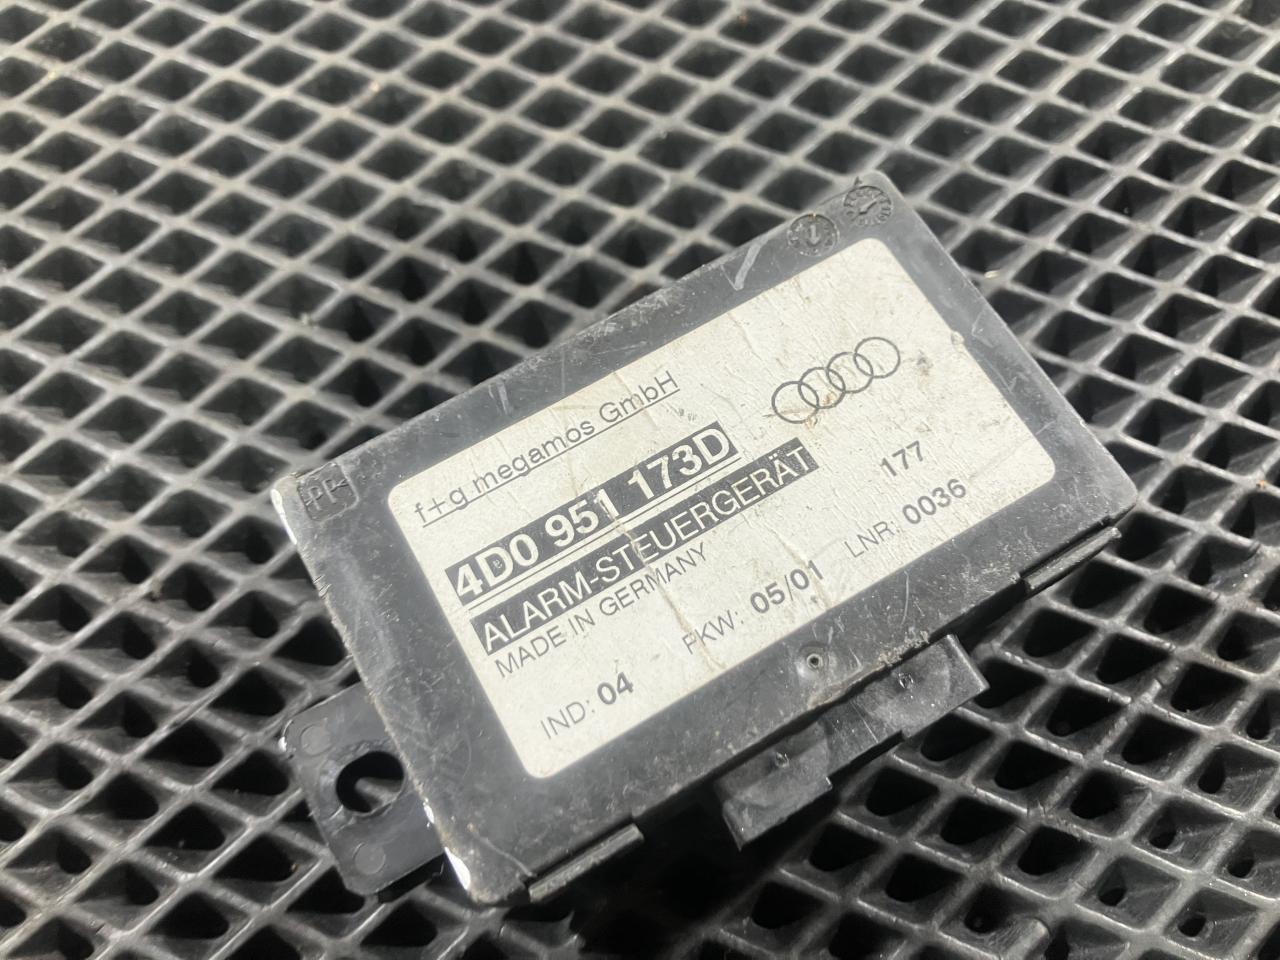 f+g megamos GmbH
4D0 951 173D
ALARM-STEUERGERÄT
MADE IN GERMANY
177
IND: 04
PKW: 05/01
LNR: 0036